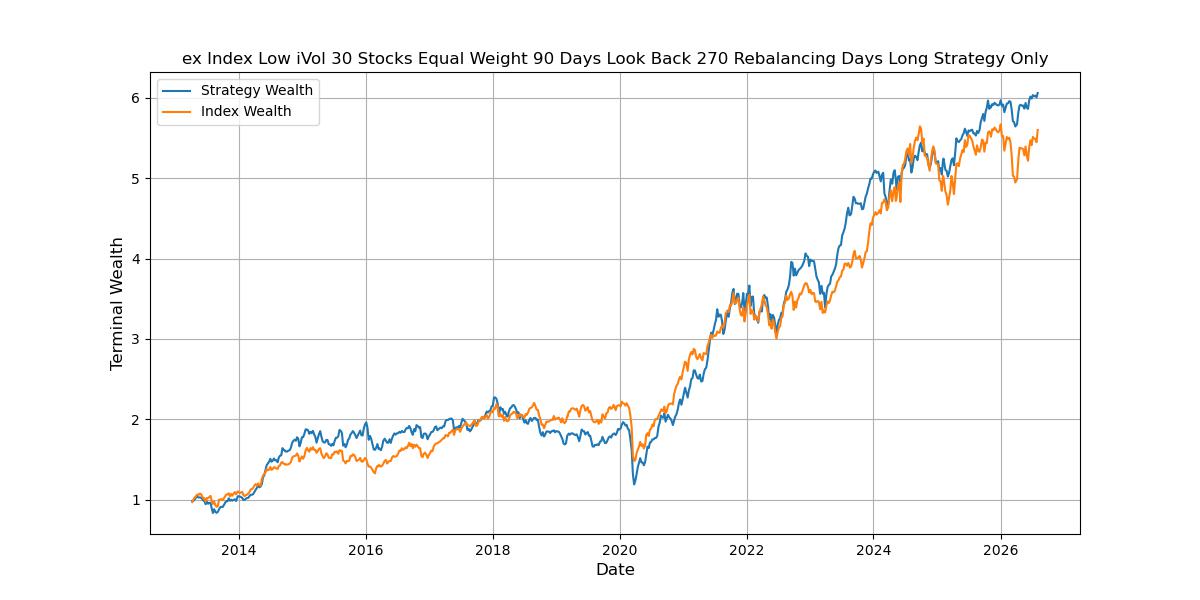 ex Index Low iVol 30 Stocks Equal Weight 90 Days Look Back 270 Rebalancing Days Long Strategy Only
Strategy Wealth
Index Wealth
Terminal Wealth
6
5
4
3
2
1
2014 2016 2018 2020 2022 2024 2026
Date